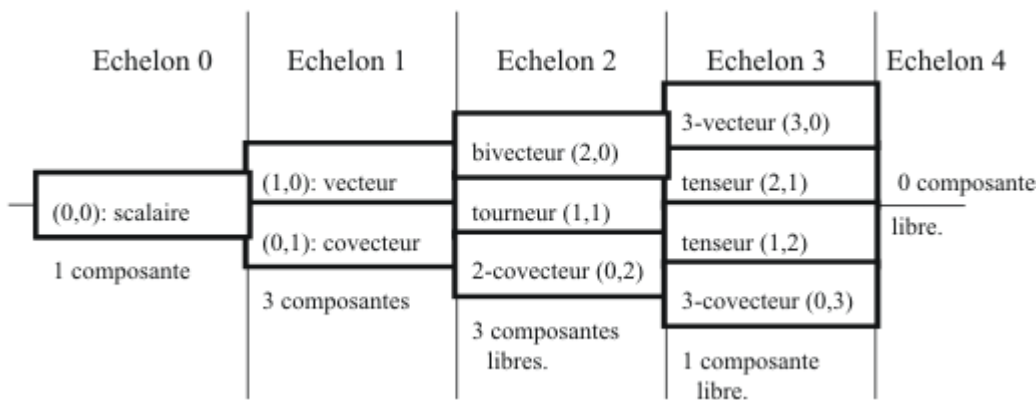 Echelon 0
Echelon 1
Echelon 2
Echelon 3
Echelon 4
(0,0): scalaire
1 composante
(1,0): vecteur
(0,1): covecteur
3 composantes
bivecteur (2,0)
tourneur (1,1)
2-covecteur (0,2)
3 composantes
libres.
3-vecteur (3,0)
tenseur (2,1)
tenseur (1,2)
3-covecteur (0,3)
1 composante
libre.
0 composante
libre.